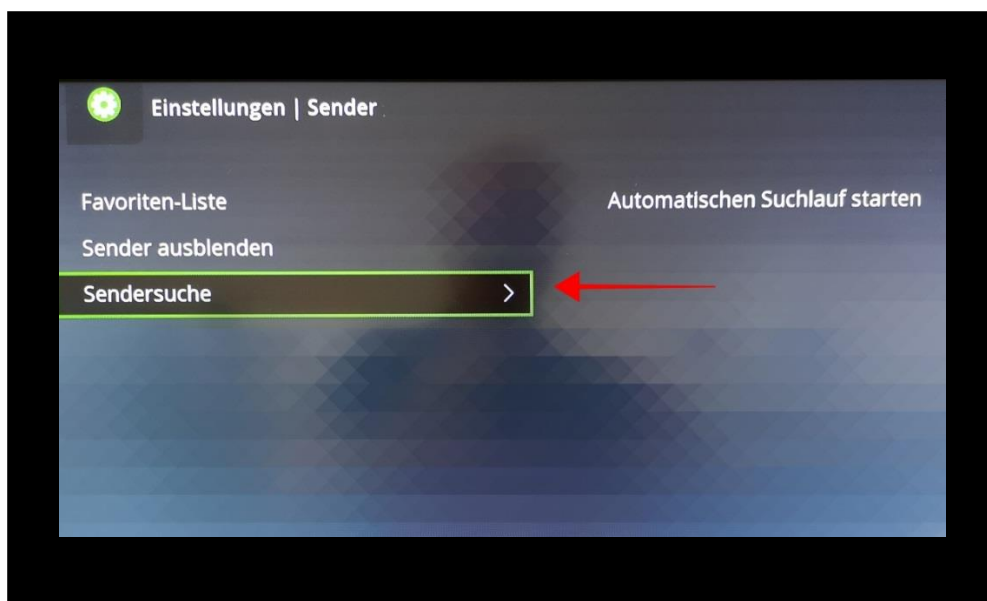 Einstellungen | Sender
Favoriten-Liste
Automatischen Suchlauf starten
Sender ausblenden
Sendersuche